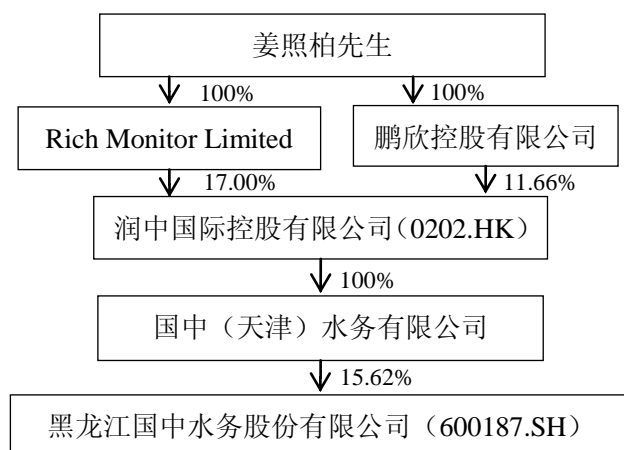 姜照柏先生
100%
100%
Rich Monitor Limited
鹏欣控股有限公司
17.00%
11.66%
润中国际控股有限公司（0202.HK）
100%
国中（天津）水务有限公司
15.62%
黑龙江国中水务股份有限公司（600187.SH）